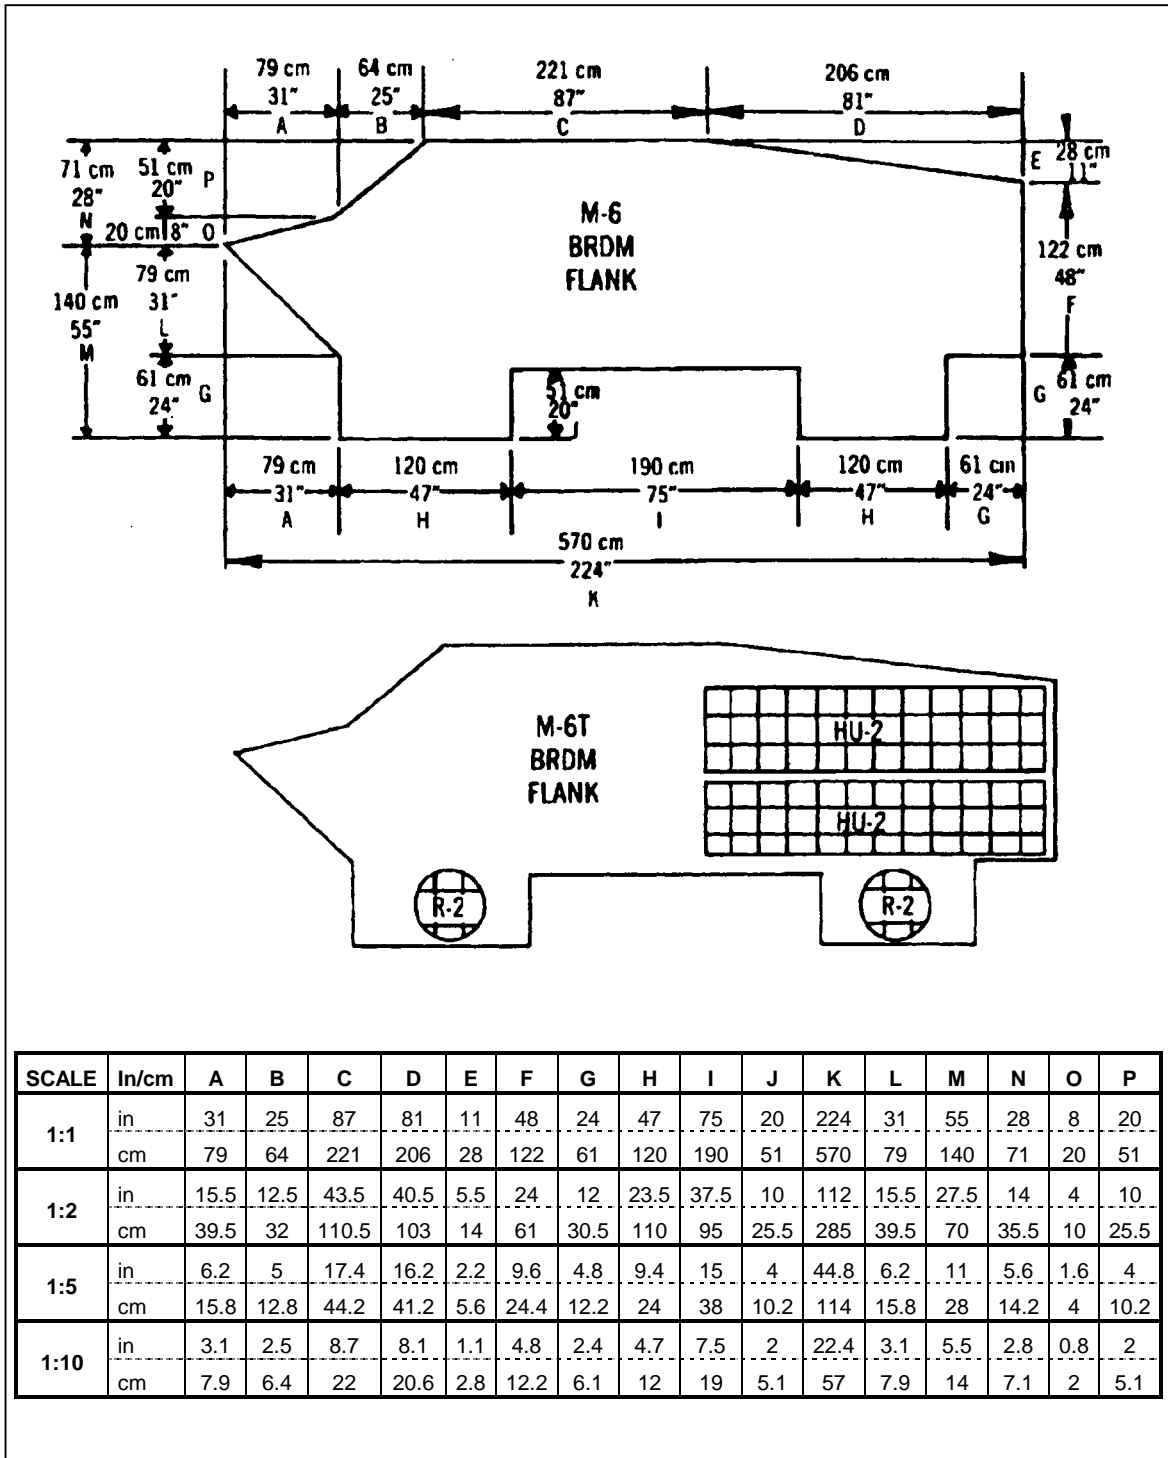 79 cm 64 cm 221 cm 206 cm
31" 25" 87" 81"
A B C D
71 cm 51 cm P E 28 cm
28" 20" 11"
N
20 cm 8" O
M-6
BRDM
FLANK
79 cm 122 cm
31" 48"
L F
140 cm
55"
M
61 cm G 51 cm G 61 cm
24" 20" 24"
J
79 cm 120 cm 190 cm 120 cm 61 cm
31" 47" 75" 47" 24"
A H I H G
570 cm
224"
K
M-6T
BRDM
FLANK
HU-2
HU-2
R-2 R-2
SCALE In/cm A B C D E F G H I J K L M N O P
1:1 in 31 25 87 81 11 48 24 47 75 20 224 31 55 28 8 20
cm 79 64 221 206 28 122 61 120 190 51 570 79 140 71 20 51
1:2 in 15.5 12.5 43.5 40.5 5.5 24 12 23.5 37.5 10 112 15.5 27.5 14 4 10
cm 39.5 32 110.5 103 14 61 30.5 110 95 25.5 285 39.5 70 35.5 10 25.5
1:5 in 6.2 5 17.4 16.2 2.2 9.6 4.8 9.4 15 4 44.8 6.2 11 5.6 1.6 4
cm 15.8 12.8 44.2 41.2 5.6 24.4 12.2 24 38 10.2 114 15.8 28 14.2 4 10.2
1:10 in 3.1 2.5 8.7 8.1 1.1 4.8 2.4 4.7 7.5 2 22.4 3.1 5.5 2.8 0.8 2
cm 7.9 6.4 22 20.6 2.8 12.2 6.1 12 19 5.1 57 7.9 14 7.1 2 5.1